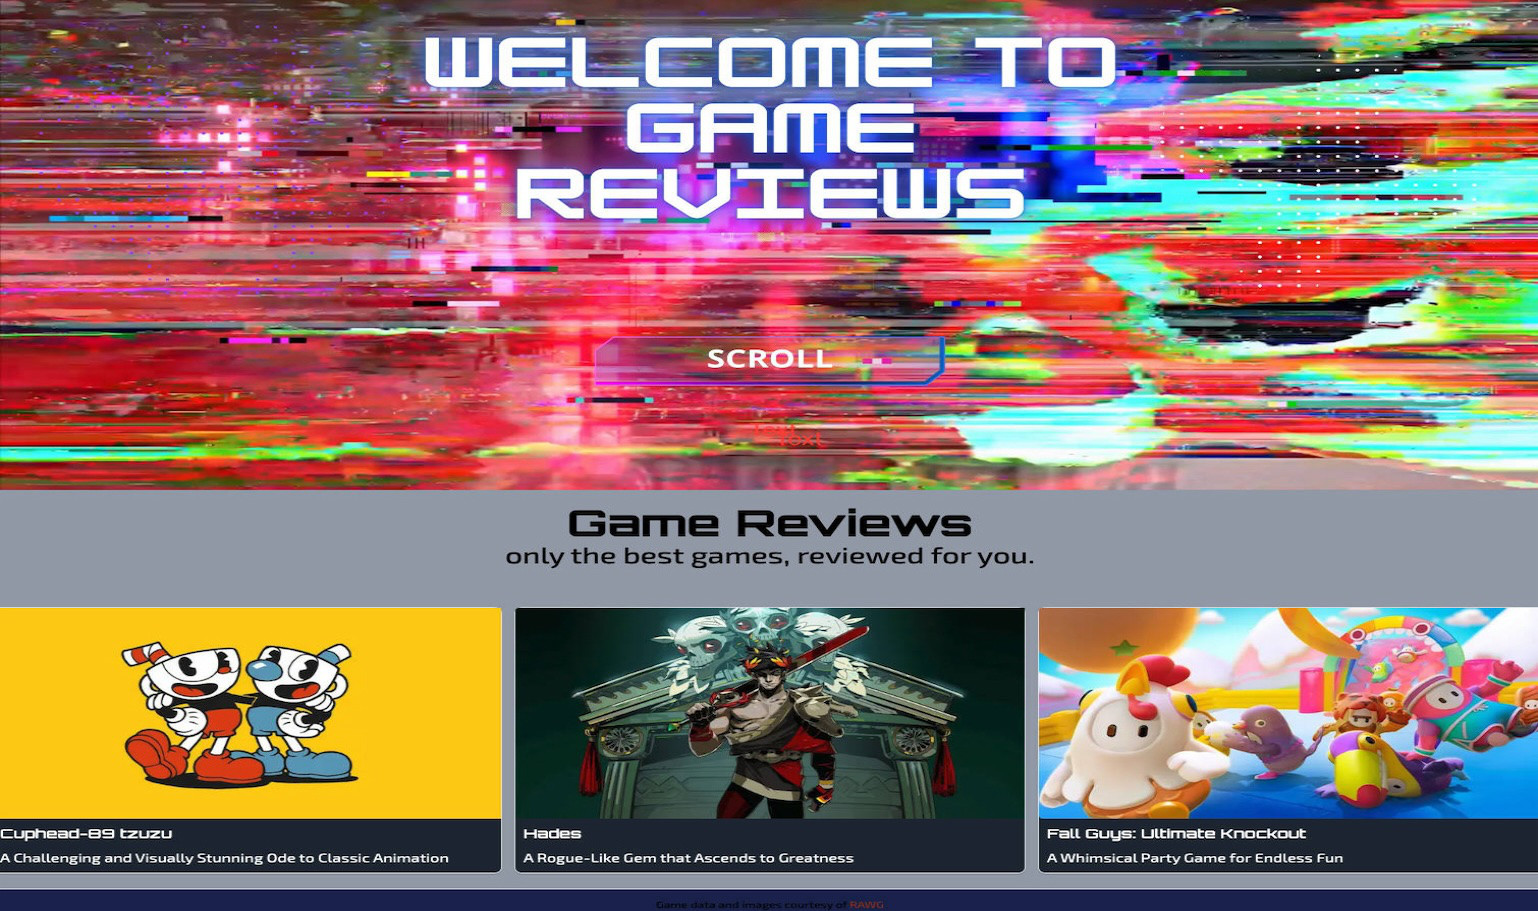 WELCOME TO
GAME
REVIEWS
SCROLL
Game Reviews
only the best games, reviewed for you.
Cuphead-89 tzuzu
A Challenging and Visually Stunning Ode to Classic Animation
Hades
A Rogue-Like Gem that Ascends to Greatness
Fall Guys: Ultimate Knockout
A Whimsical Party Game for Endless Fun
Game data and images courtesy of RAWG